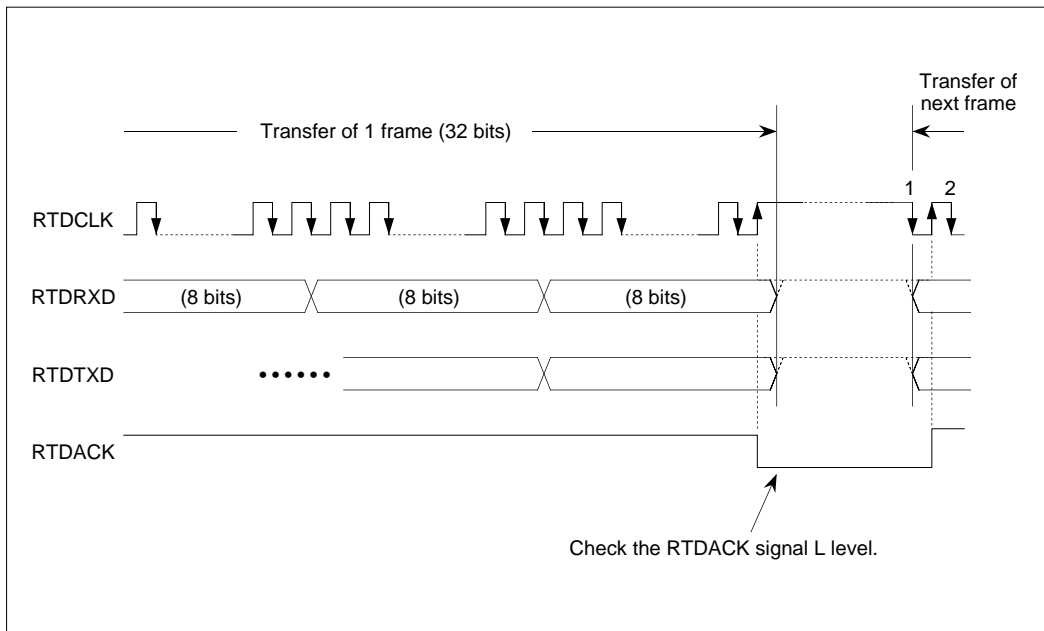 Transfer of
next frame
Transfer of 1 frame (32 bits)
1 2
RTDCLK
RTDRXD (8 bits) (8 bits) (8 bits)
RTDTXD
RTDACK
Check the RTDACK signal L level.